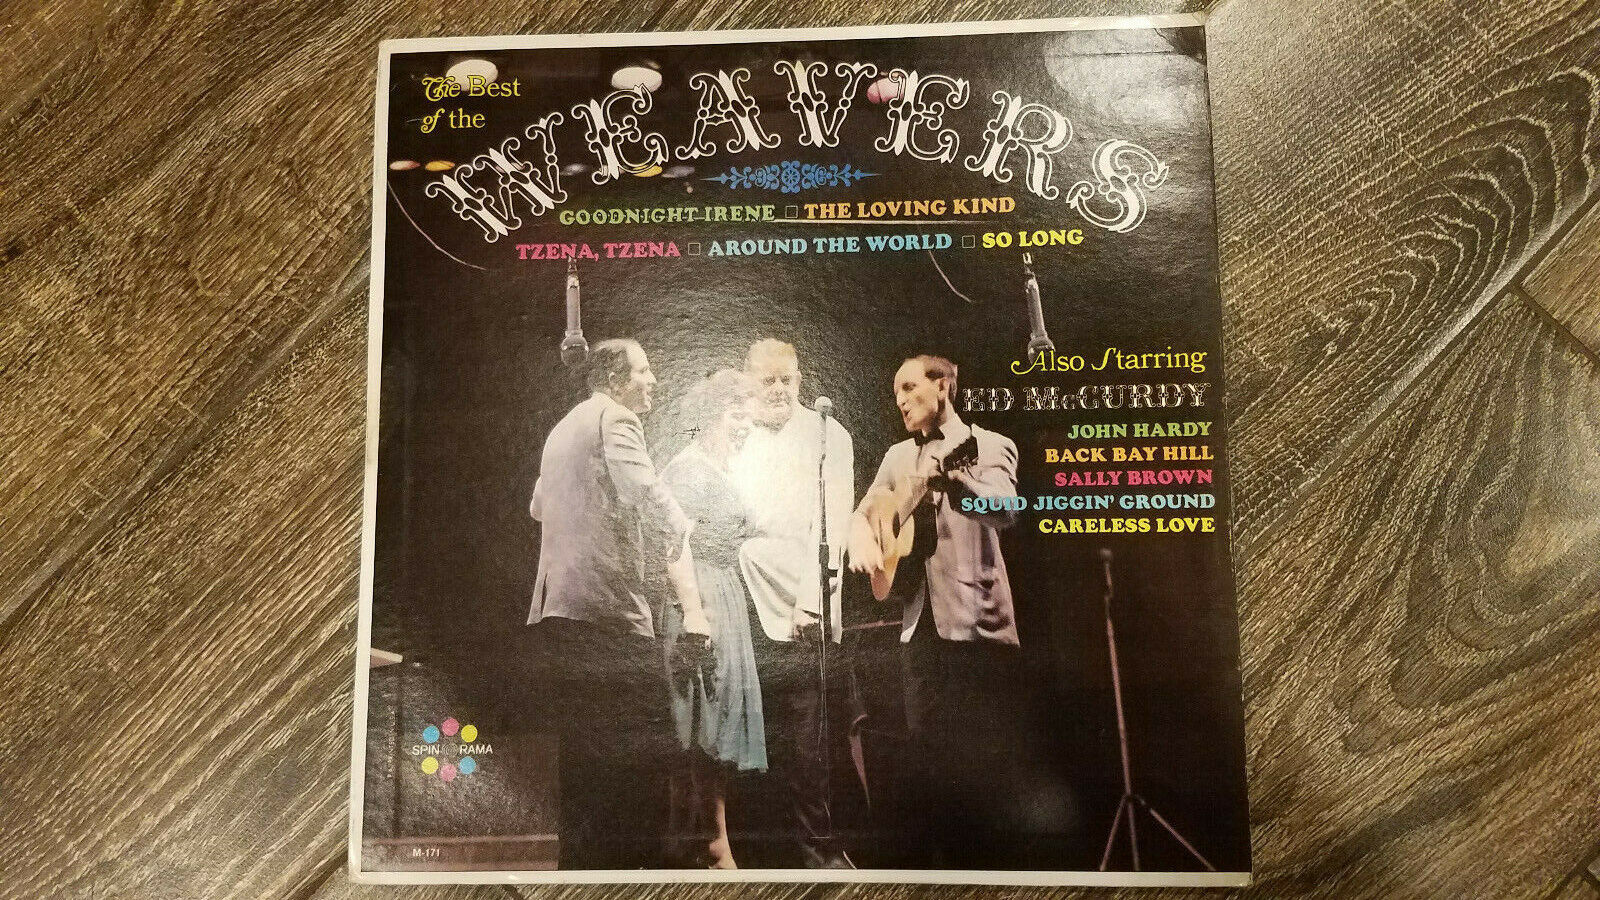 The Best
of the
WEAVERS
GOODNIGHT IRENE □ THE LOVING KIND
TZENA, TZENA □ AROUND THE WORLD □ SO LONG
Also Starring
ED McCURDY
JOHN HARDY
BACK BAY HILL
SALLY BROWN
SQUID JIGGIN' GROUND
CARELESS LOVE
SPIN O RAMA
M-171